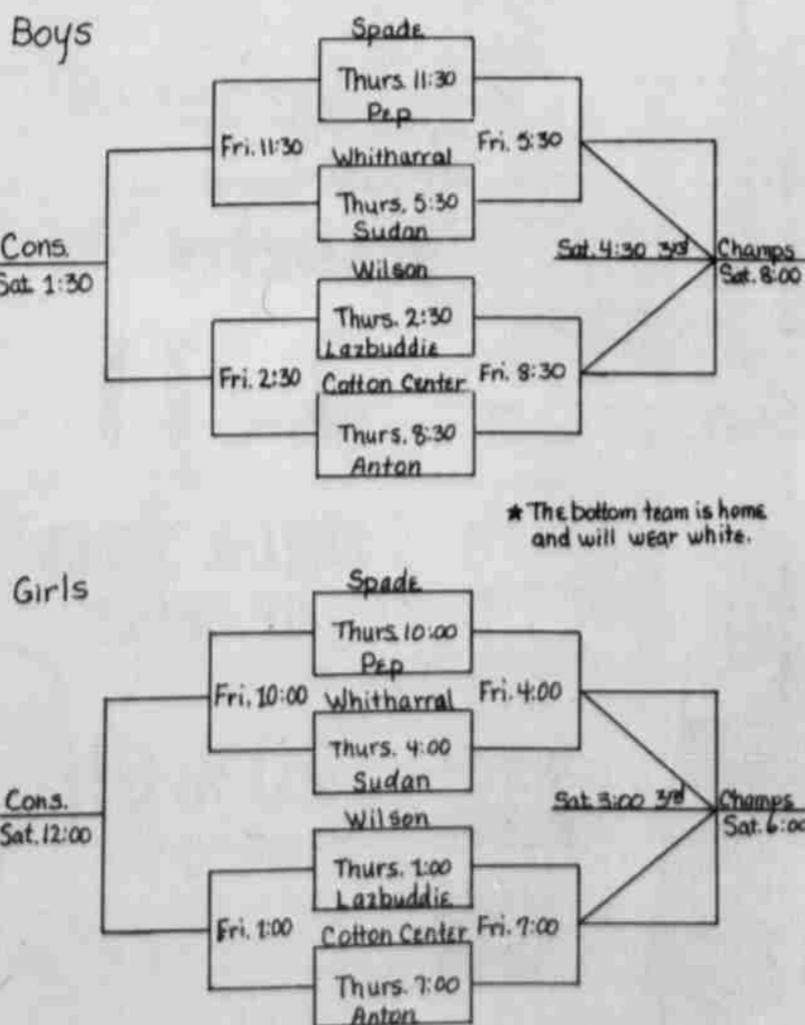 Boys
Spade
Thurs. 11:30
Pep
Fri. 11:30
Whitharral
Fri. 5:30
Thurs. 5:30
Sudan
Cons.
Sat. 1:30
Sat. 4:30 3rd
Champs
Sat. 8:00
Wilson
Thurs. 2:30
Lazbuddie
Fri. 2:30
Cotton Center
Fri. 8:30
Thurs. 8:30
Anton
★ The bottom team is home
and will wear white.
Girls
Spade
Thurs. 10:00
Pep
Fri. 10:00
Whitharral
Fri. 4:00
Thurs. 4:00
Sudan
Cons.
Sat. 12:00
Sat. 3:00 3rd
Champs
Sat. 6:00
Wilson
Thurs. 1:00
Lazbuddie
Fri. 1:00
Cotton Center
Fri. 7:00
Thurs. 7:00
Anton